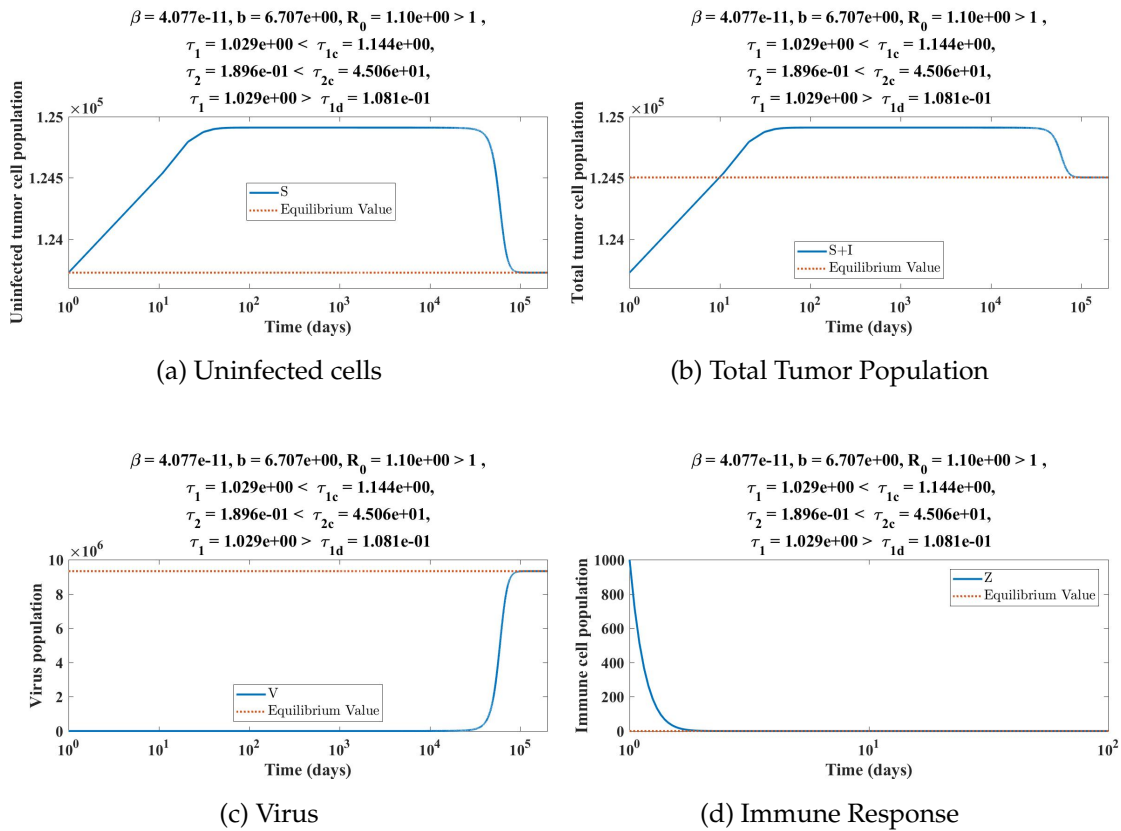 β = 4.077e-11, b = 6.707e+00, R0 = 1.10e+00 > 1 ,
τ1 = 1.029e+00 < τ1c = 1.144e+00,
τ2 = 1.896e-01 < τ2c = 4.506e+01,
τ1 = 1.029e+00 > τ1d = 1.081e-01
×10^5
1.25
1.245
1.24
Uninfected tumor cell population
S
Equilibrium Value
10^0 10^1 10^2 10^3 10^4 10^5
Time (days)
(a) Uninfected cells
β = 4.077e-11, b = 6.707e+00, R0 = 1.10e+00 > 1 ,
τ1 = 1.029e+00 < τ1c = 1.144e+00,
τ2 = 1.896e-01 < τ2c = 4.506e+01,
τ1 = 1.029e+00 > τ1d = 1.081e-01
×10^5
1.25
1.245
1.24
Total tumor cell population
S+I
Equilibrium Value
10^0 10^1 10^2 10^3 10^4 10^5
Time (days)
(b) Total Tumor Population
β = 4.077e-11, b = 6.707e+00, R0 = 1.10e+00 > 1 ,
τ1 = 1.029e+00 < τ1c = 1.144e+00,
τ2 = 1.896e-01 < τ2c = 4.506e+01,
τ1 = 1.029e+00 > τ1d = 1.081e-01
×10^6
10
8
6
4
2
0
Virus population
V
Equilibrium Value
10^0 10^1 10^2 10^3 10^4 10^5
Time (days)
(c) Virus
β = 4.077e-11, b = 6.707e+00, R0 = 1.10e+00 > 1 ,
τ1 = 1.029e+00 < τ1c = 1.144e+00,
τ2 = 1.896e-01 < τ2c = 4.506e+01,
τ1 = 1.029e+00 > τ1d = 1.081e-01
1000
800
600
400
200
0
Immune cell population
Z
Equilibrium Value
10^0 10^1 10^2
Time (days)
(d) Immune Response